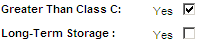 Greater Than Class C: Yes
Long-Term Storage : Yes